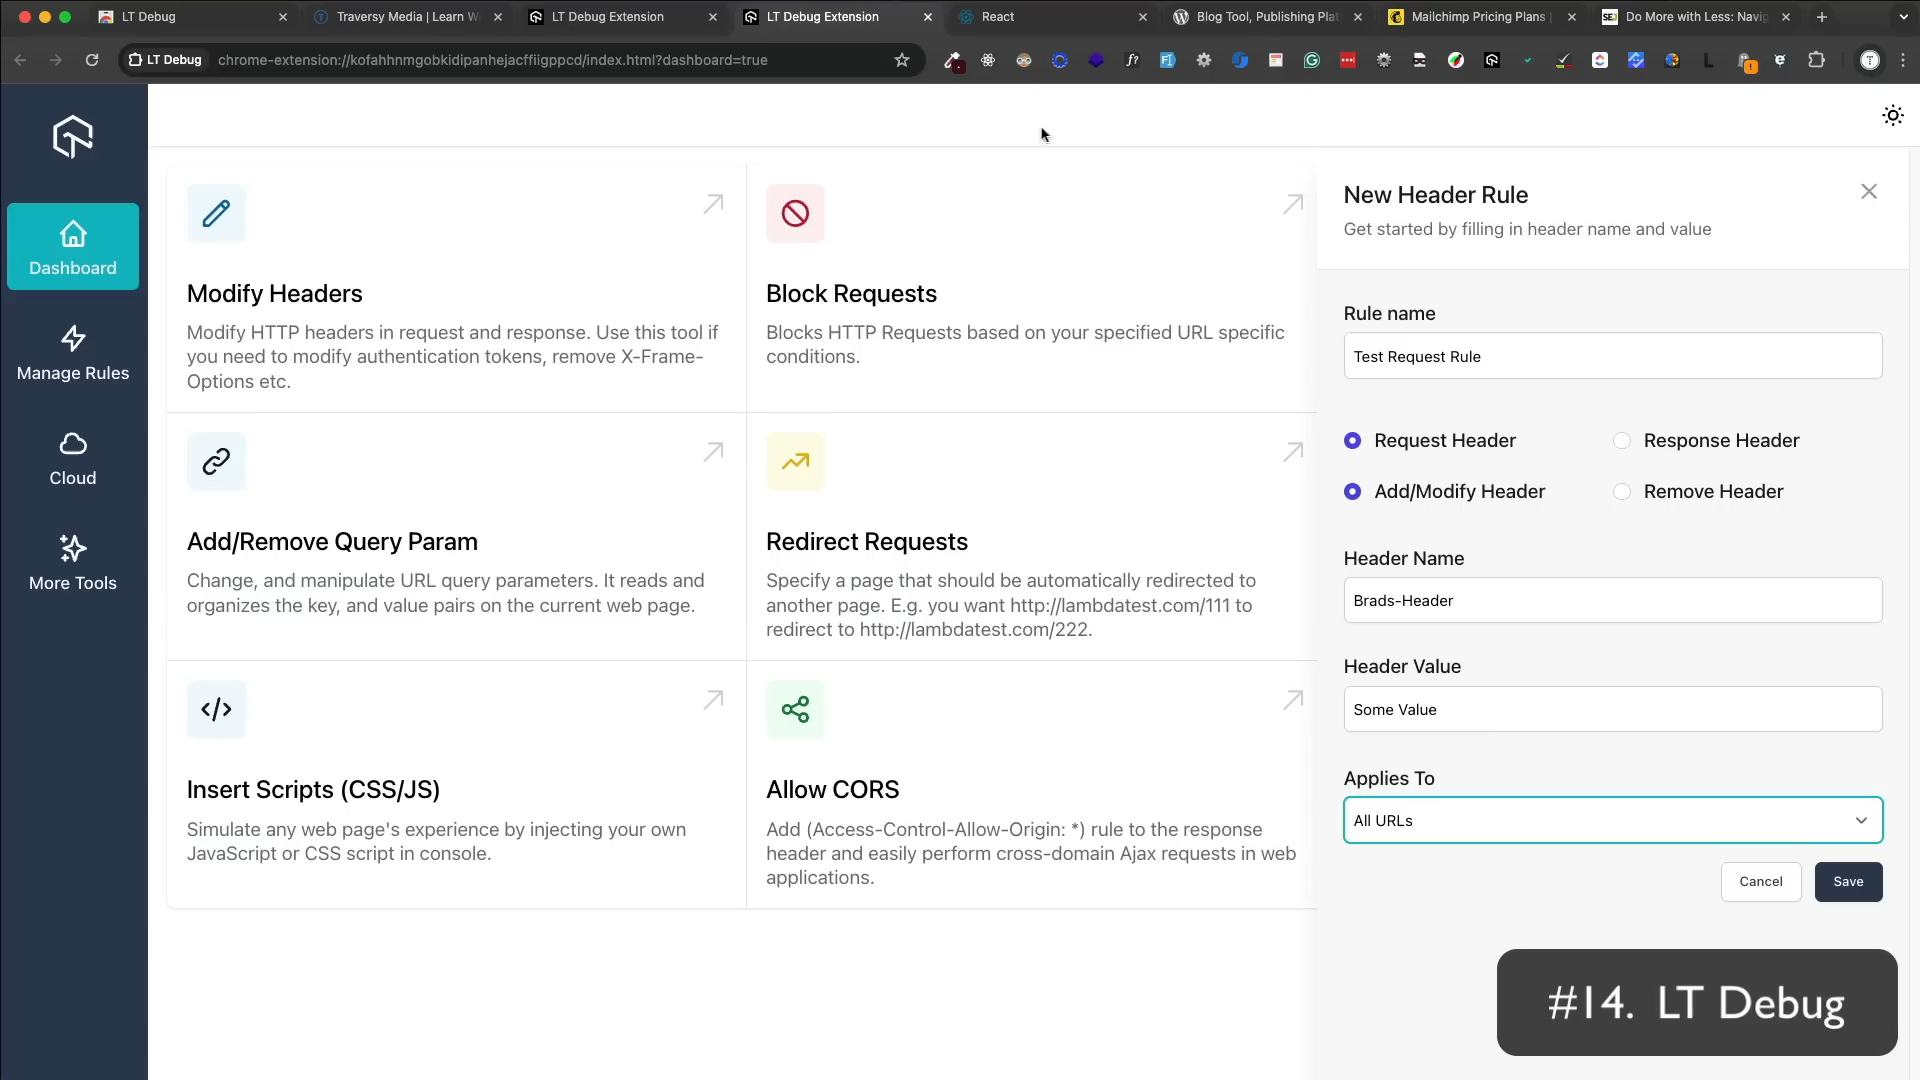 LT Debug
Traversy Media | Learn W
LT Debug Extension
LT Debug Extension
React
Blog Tool, Publishing Plat
Mailchimp Pricing Plans |
Do More with Less: Navig
LT Debug
chrome-extension://kofahhnmgobkidipanhejacffiigppcd/index.html?dashboard=true
Dashboard
Manage Rules
Cloud
More Tools
Modify Headers
Modify HTTP headers in request and response. Use this tool if
you need to modify authentication tokens, remove X-Frame-
Options etc.
Block Requests
Blocks HTTP Requests based on your specified URL specific
conditions.
Add/Remove Query Param
Change, and manipulate URL query parameters. It reads and
organizes the key, and value pairs on the current web page.
Redirect Requests
Specify a page that should be automatically redirected to
another page. E.g. you want http://lambdatest.com/111 to
redirect to http://lambdatest.com/222.
Insert Scripts (CSS/JS)
Simulate any web page's experience by injecting your own
JavaScript or CSS script in console.
Allow CORS
Add (Access-Control-Allow-Origin: *) rule to the response
header and easily perform cross-domain Ajax requests in web
applications.
New Header Rule
Get started by filling in header name and value
Rule name
Test Request Rule
Request Header
Response Header
Add/Modify Header
Remove Header
Header Name
Brads-Header
Header Value
Some Value
Applies To
All URLs
Cancel
Save
#14. LT Debug